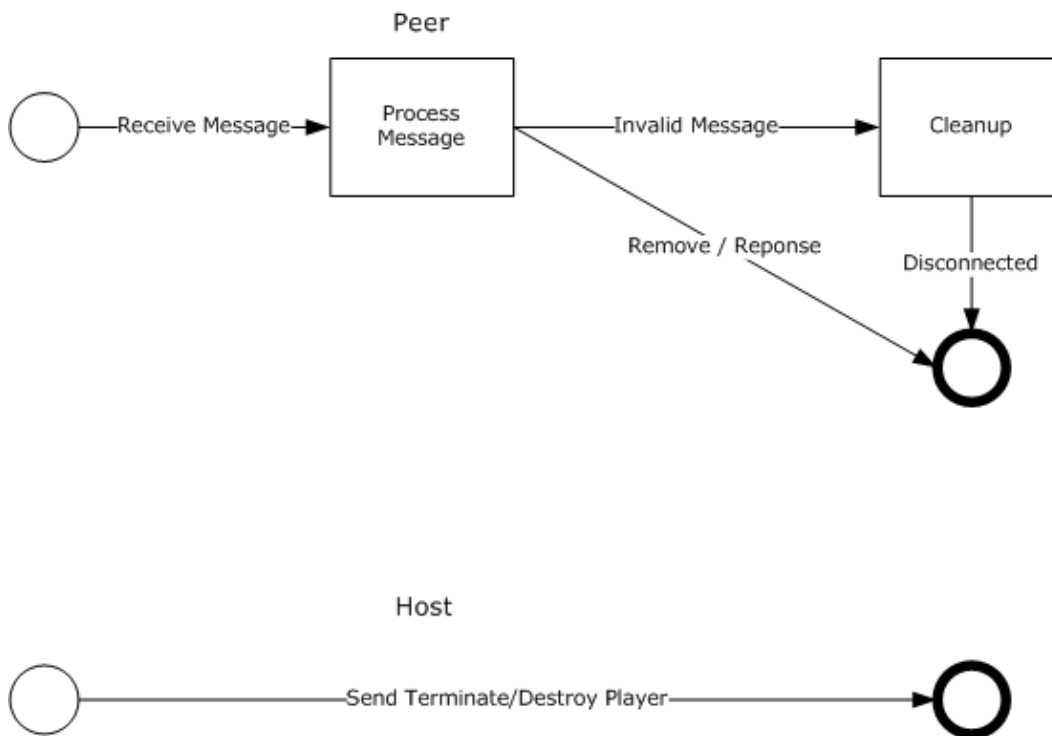 Peer
Receive Message
Process
Message
Invalid Message
Cleanup
Remove / Reponse
Disconnected
Host
Send Terminate/Destroy Player